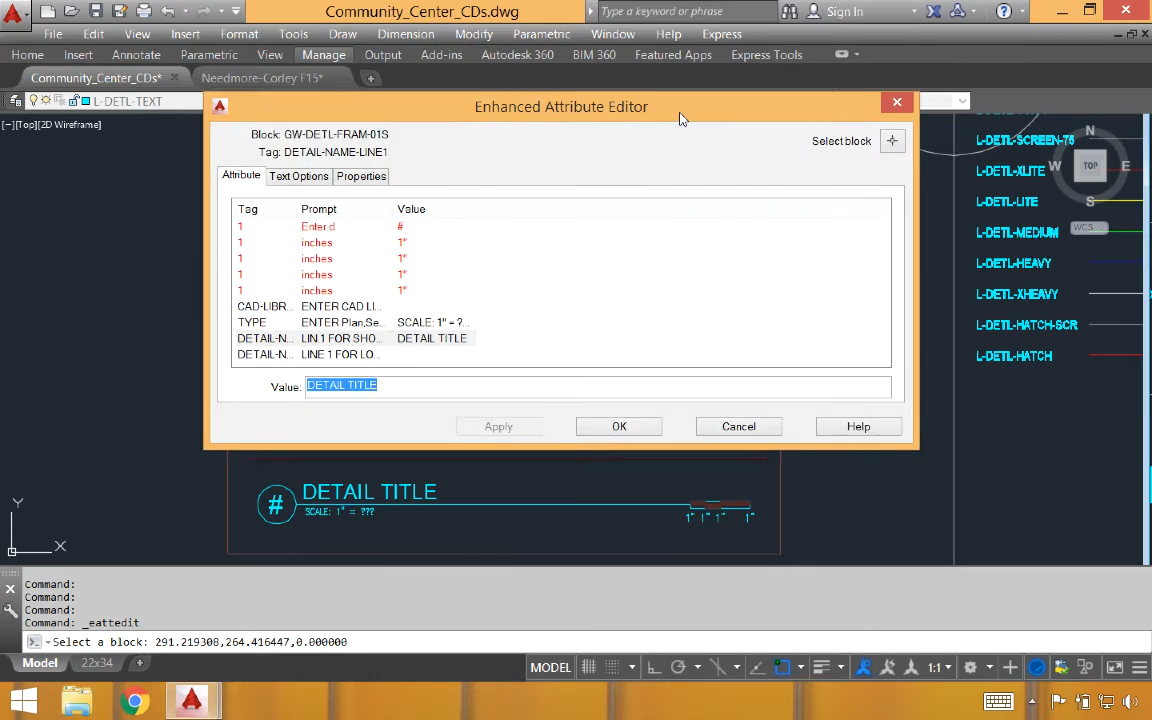 Community_Center_CDs.dwg
Type a keyword or phrase
Sign In
File Edit View Insert Format Tools Draw Dimension Modify Parametric Window Help Express
Home Insert Annotate Parametric View Manage Output Add-ins Autodesk 360 BIM 360 Featured Apps Express Tools
Community_Center_CDs* Needmore-Corley F15*
L-DETL-TEXT
[−][Top][2D Wireframe]
Enhanced Attribute Editor
Block: GW-DETL-FRAM-01S
Tag: DETAIL-NAME-LINE1
Select block
Attribute Text Options Properties
Tag Prompt Value
1 Enter d #
1 inches 1"
1 inches 1"
1 inches 1"
1 inches 1"
CAD-LIBR... ENTER CAD LI...
TYPE ENTER Plan,Se... SCALE: 1" = ?...
DETAIL-N... LIN 1 FOR SHO... DETAIL TITLE
DETAIL-N... LINE 1 FOR LO...
Value: DETAIL TITLE
Apply OK Cancel Help
N
W TOP E
S
WCS
L-DETL-SCREEN-75
L-DETL-XLITE
L-DETL-LITE
L-DETL-MEDIUM
L-DETL-HEAVY
L-DETL-XHEAVY
L-DETL-HATCH-SCR
L-DETL-HATCH
# DETAIL TITLE
SCALE: 1" = ???
1" 1" 1" 1"
Y
X
Command:
Command:
Command:
Command: _eattedit
Select a block: 291.219308,264.416447,0.000000
Model 22x34
MODEL 1:1